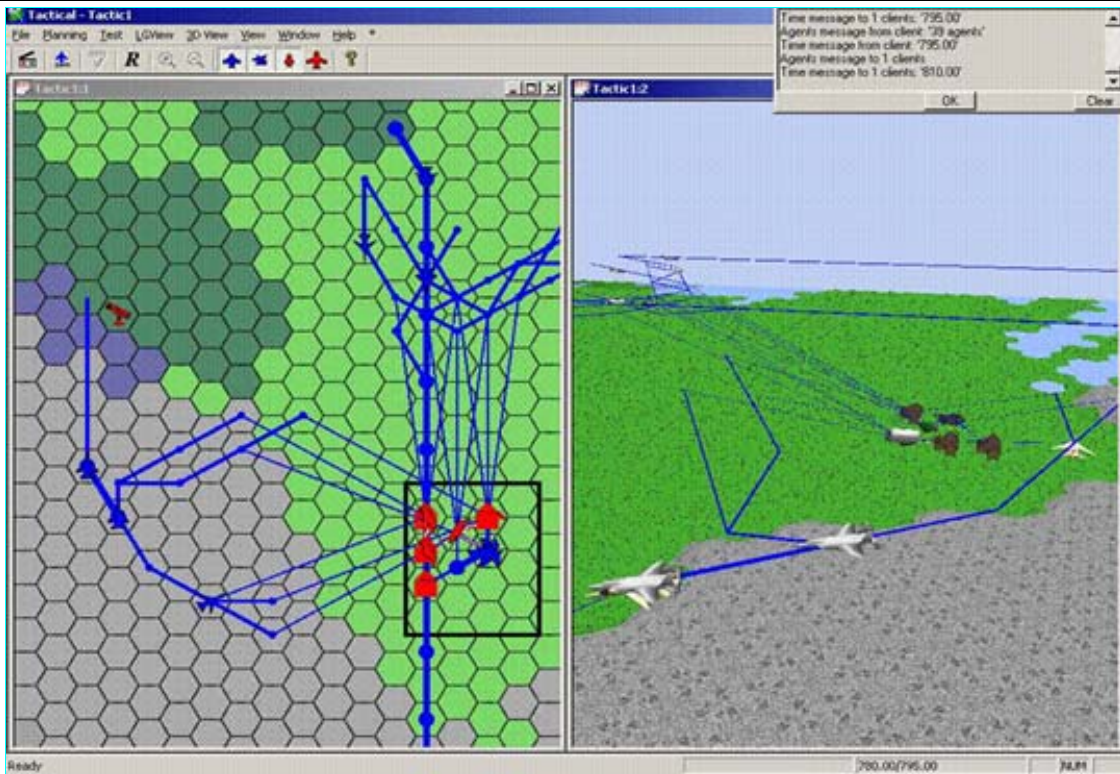 Tactical - Tactic1
File Planning Test LGView 3D View View Window Help
R
?
Time message to 1 clients: '795.00'
Agents message from client: '39 agents'
Time message from client: '795.00'
Agents message to 1 clients
Time message to 1 clients: '810.00'
OK Clear
Tactic1:1
Tactic1:2
Ready
780.00/795.00
NUM